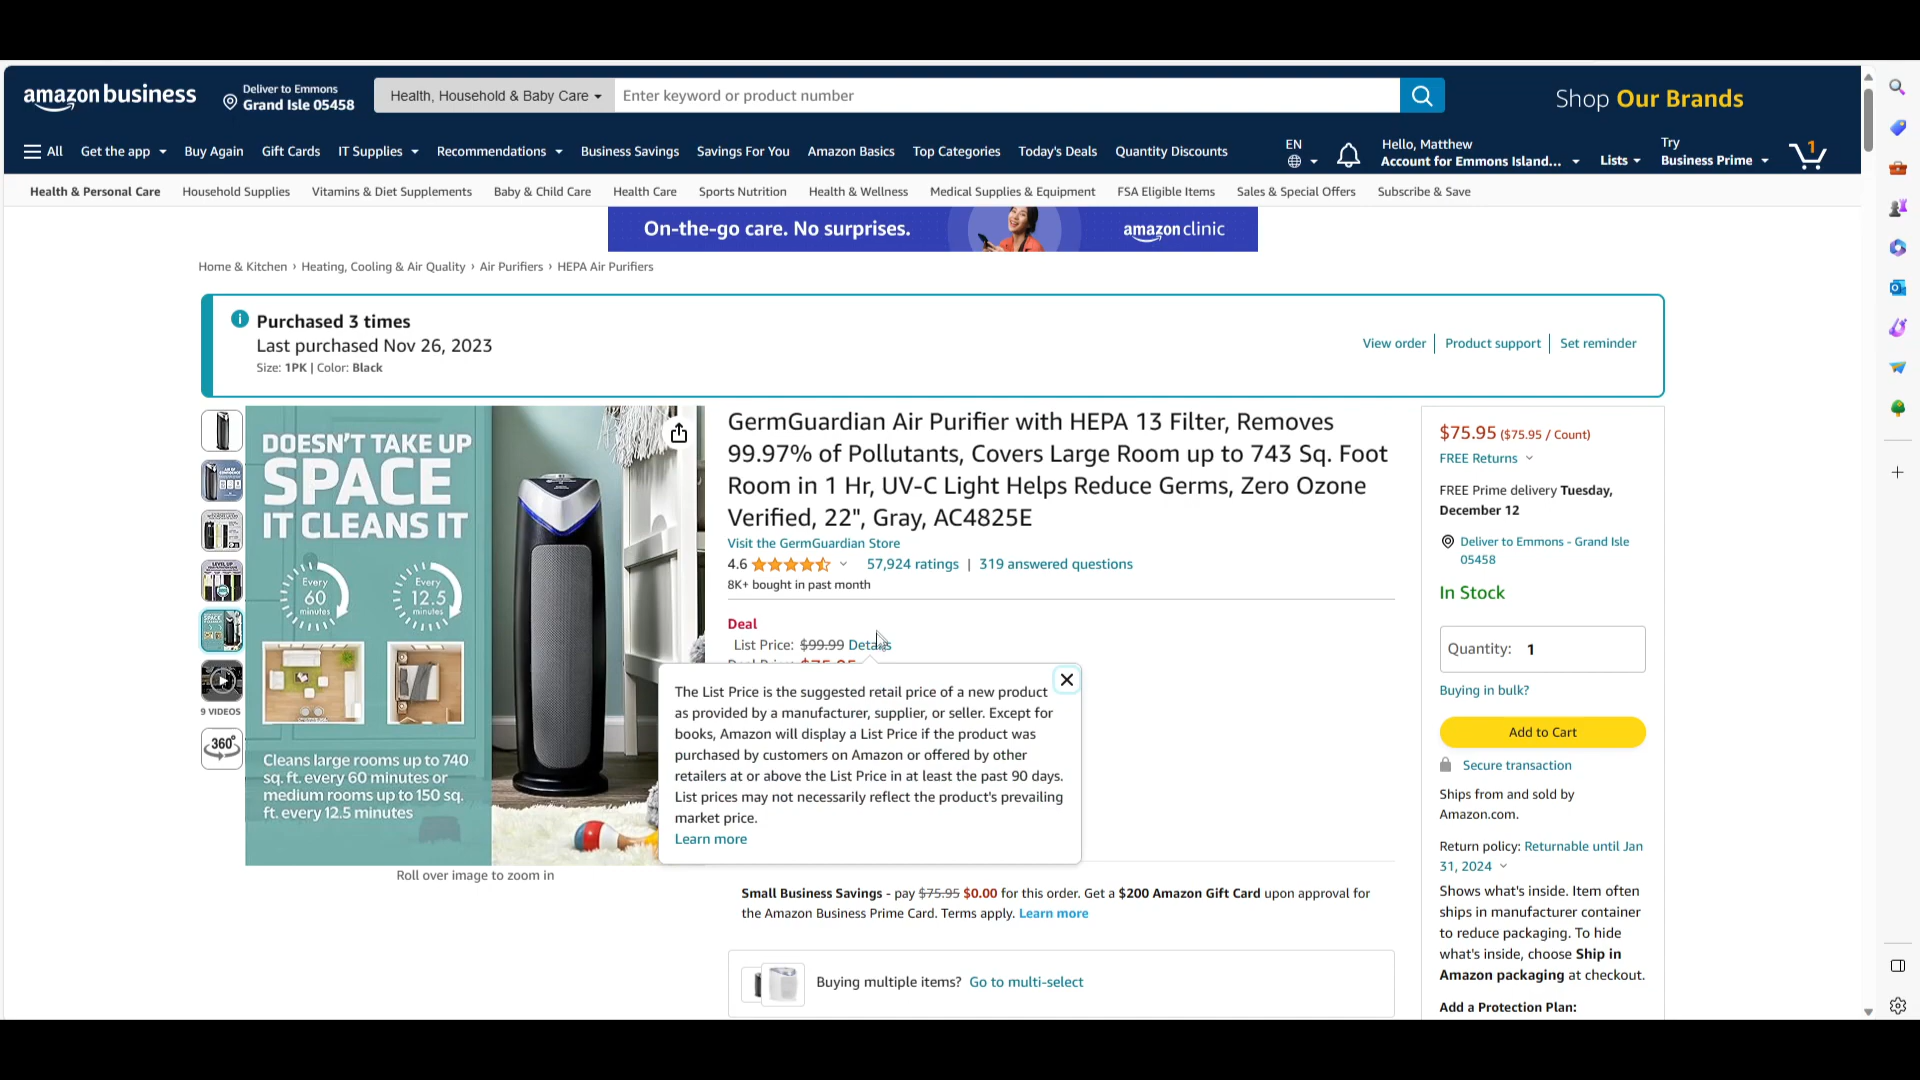 amazon business
Deliver to Emmons
Grand Isle 05458
Health, Household & Baby Care
Enter keyword or product number
Shop Our Brands
All
Get the app
Buy Again
Gift Cards
IT Supplies
Recommendations
Business Savings
Savings For You
Amazon Basics
Top Categories
Today's Deals
Quantity Discounts
EN
Hello, Matthew
Account for Emmons Island...
Lists
Try
Business Prime
1
Health & Personal Care
Household Supplies
Vitamins & Diet Supplements
Baby & Child Care
Health Care
Sports Nutrition
Health & Wellness
Medical Supplies & Equipment
FSA Eligible Items
Sales & Special Offers
Subscribe & Save
On-the-go care. No surprises.
amazon clinic
Home & Kitchen › Heating, Cooling & Air Quality › Air Purifiers › HEPA Air Purifiers
Purchased 3 times
Last purchased Nov 26, 2023
Size: 1PK | Color: Black
View order
Product support
Set reminder
9 VIDEOS
360°
DOESN'T TAKE UP
SPACE
IT CLEANS IT
Every
60
minutes
Every
12.5
minutes
Cleans large rooms up to 740
sq. ft. every 60 minutes or
medium rooms up to 150 sq.
ft. every 12.5 minutes
Roll over image to zoom in
GermGuardian Air Purifier with HEPA 13 Filter, Removes
99.97% of Pollutants, Covers Large Room up to 743 Sq. Foot
Room in 1 Hr, UV-C Light Helps Reduce Germs, Zero Ozone
Verified, 22", Gray, AC4825E
Visit the GermGuardian Store
4.6
57,924 ratings | 319 answered questions
8K+ bought in past month
Deal
List Price: $99.99 Details
The List Price is the suggested retail price of a new product
as provided by a manufacturer, supplier, or seller. Except for
books, Amazon will display a List Price if the product was
purchased by customers on Amazon or offered by other
retailers at or above the List Price in at least the past 90 days.
List prices may not necessarily reflect the product's prevailing
market price.
Learn more
Small Business Savings - pay $75.95 $0.00 for this order. Get a $200 Amazon Gift Card upon approval for
the Amazon Business Prime Card. Terms apply. Learn more
Buying multiple items? Go to multi-select
$75.95 ($75.95 / Count)
FREE Returns
FREE Prime delivery Tuesday,
December 12
Deliver to Emmons - Grand Isle
05458
In Stock
Quantity: 1
Buying in bulk?
Add to Cart
Secure transaction
Ships from and sold by
Amazon.com.
Return policy: Returnable until Jan
31, 2024
Shows what's inside. Item often
ships in manufacturer container
to reduce packaging. To hide
what's inside, choose Ship in
Amazon packaging at checkout.
Add a Protection Plan: